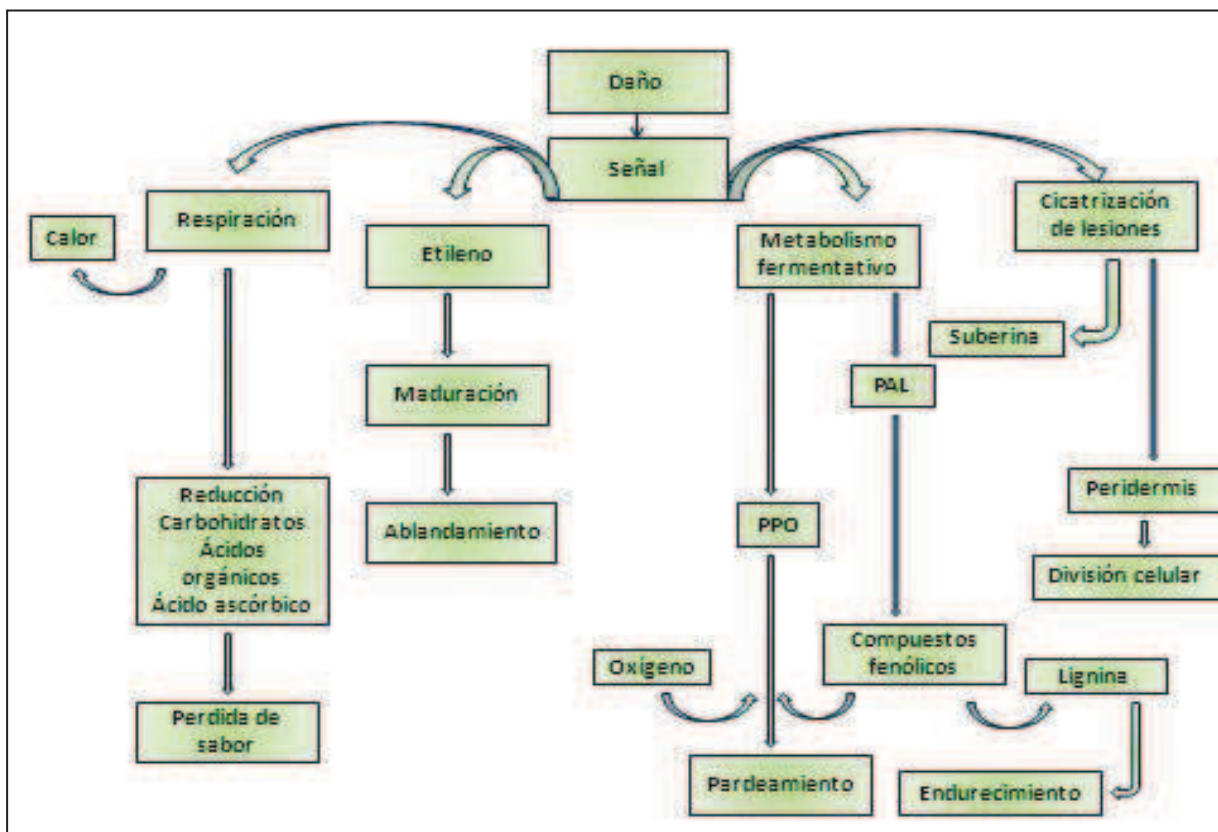 Daño
Señal
Respiración
Calor
Etileno
Metabolismo
fermentativo
Cicatrización
de lesiones
Suberina
PAL
Maduración
Reducción
Carbohidratos
Ácidos
orgánicos
Ácido ascórbico
Ablandamiento
PPO
Peridermis
División celular
Compuestos
fenólicos
Oxígeno
Lignina
Perdida de
sabor
Pardeamiento
Endurecimiento